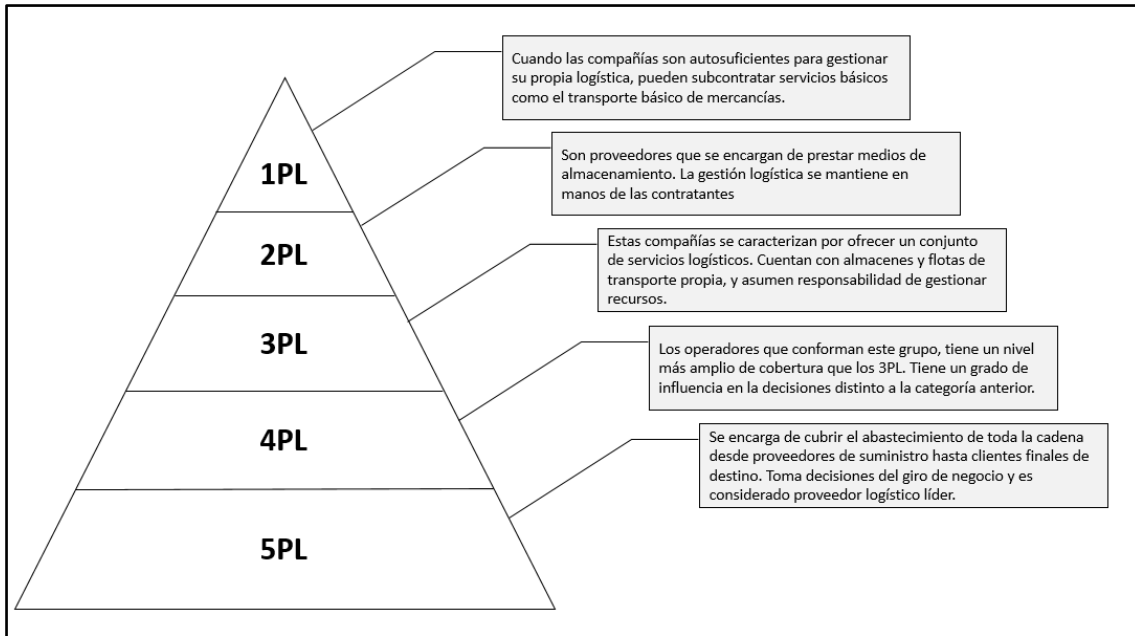 Cuando las compañías son autosuficientes para gestionar
su propia logística, pueden subcontratar servicios básicos
como el transporte básico de mercancías.
1PL
Son proveedores que se encargan de prestar medios de
almacenamiento. La gestión logística se mantiene en
manos de las contratantes
2PL
Estas compañías se caracterizan por ofrecer un conjunto
de servicios logísticos. Cuentan con almacenes y flotas de
transporte propia, y asumen responsabilidad de gestionar
recursos.
3PL
Los operadores que conforman este grupo, tiene un nivel
más amplio de cobertura que los 3PL. Tiene un grado de
influencia en la decisiones distinto a la categoría anterior.
4PL
Se encarga de cubrir el abastecimiento de toda la cadena
desde proveedores de suministro hasta clientes finales de
destino. Toma decisiones del giro de negocio y es
considerado proveedor logístico líder.
5PL